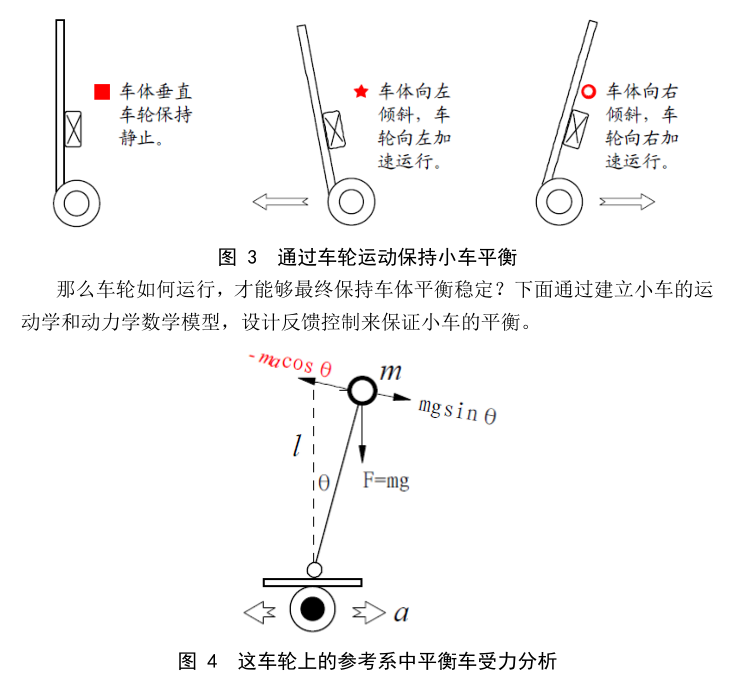 车体垂直
车轮保持
静止。
车体向左
倾斜，车
轮向左加
速运行。
车体向右
倾斜，车
轮向右加
速运行。
图 3 通过车轮运动保持小车平衡
那么车轮如何运行，才能够最终保持车体平衡稳定？下面通过建立小车的运
动学和动力学数学模型，设计反馈控制来保证小车的平衡。
-macosθ
m
mgsinθ
l
θ
F=mg
a
图 4 这车轮上的参考系中平衡车受力分析